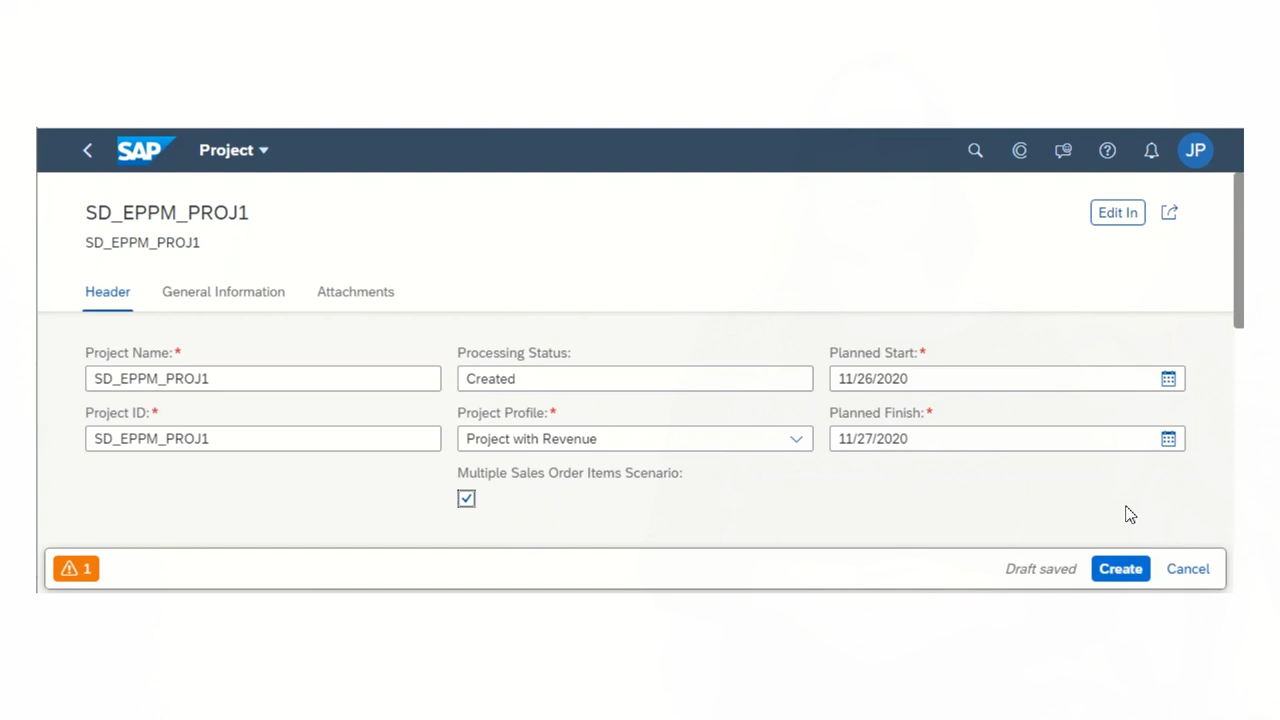 SAP Project JP
SD_EPPM_PROJ1
Edit In
SD_EPPM_PROJ1
Header General Information Attachments
Project Name:* Processing Status: Planned Start:*
SD_EPPM_PROJ1 Created 11/26/2020
Project ID:* Project Profile:* Planned Finish:*
SD_EPPM_PROJ1 Project with Revenue 11/27/2020
Multiple Sales Order Items Scenario:
1 Draft saved Create Cancel